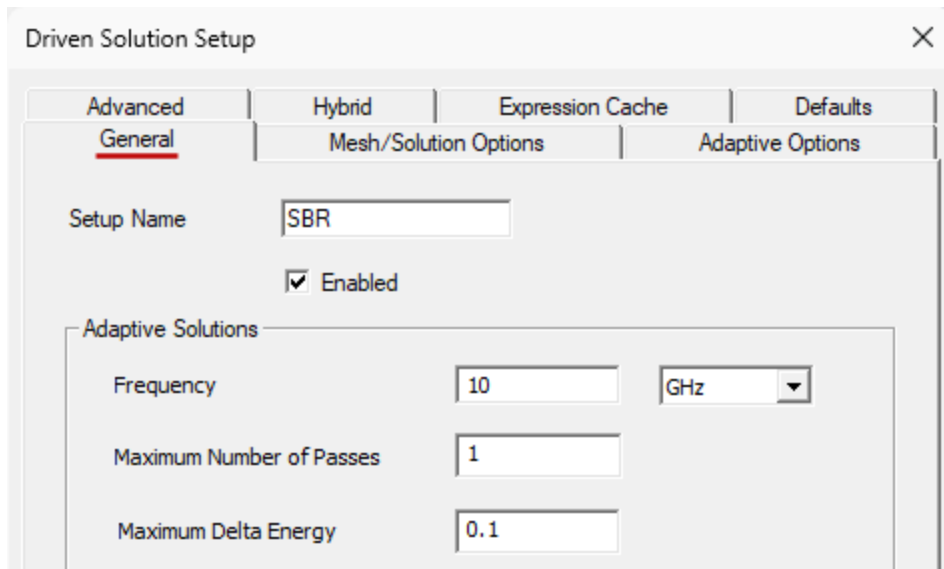 Driven Solution Setup
Advanced Hybrid Expression Cache Defaults
General Mesh/Solution Options Adaptive Options
Setup Name SBR
Enabled
Adaptive Solutions
Frequency 10 GHz
Maximum Number of Passes 1
Maximum Delta Energy 0.1